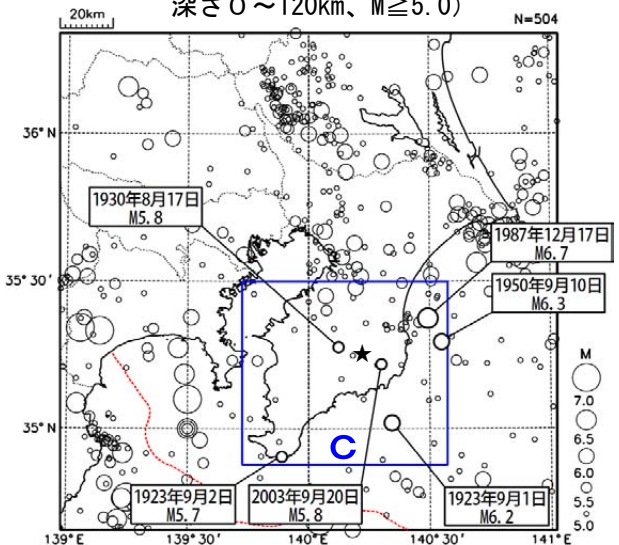 深さ0～120km、M≧5.0)
20km
N=504
36°N
1930年8月17日
M5.8
1987年12月17日
M6.7
35°30'
1950年9月10日
M6.3
M
7.0
6.5
6.0
5.5
5.0
35°N
C
1923年9月2日
M5.7
2003年9月20日
M5.8
1923年9月1日
M6.2
139°E
139°30'
140°E
140°30'
141°E